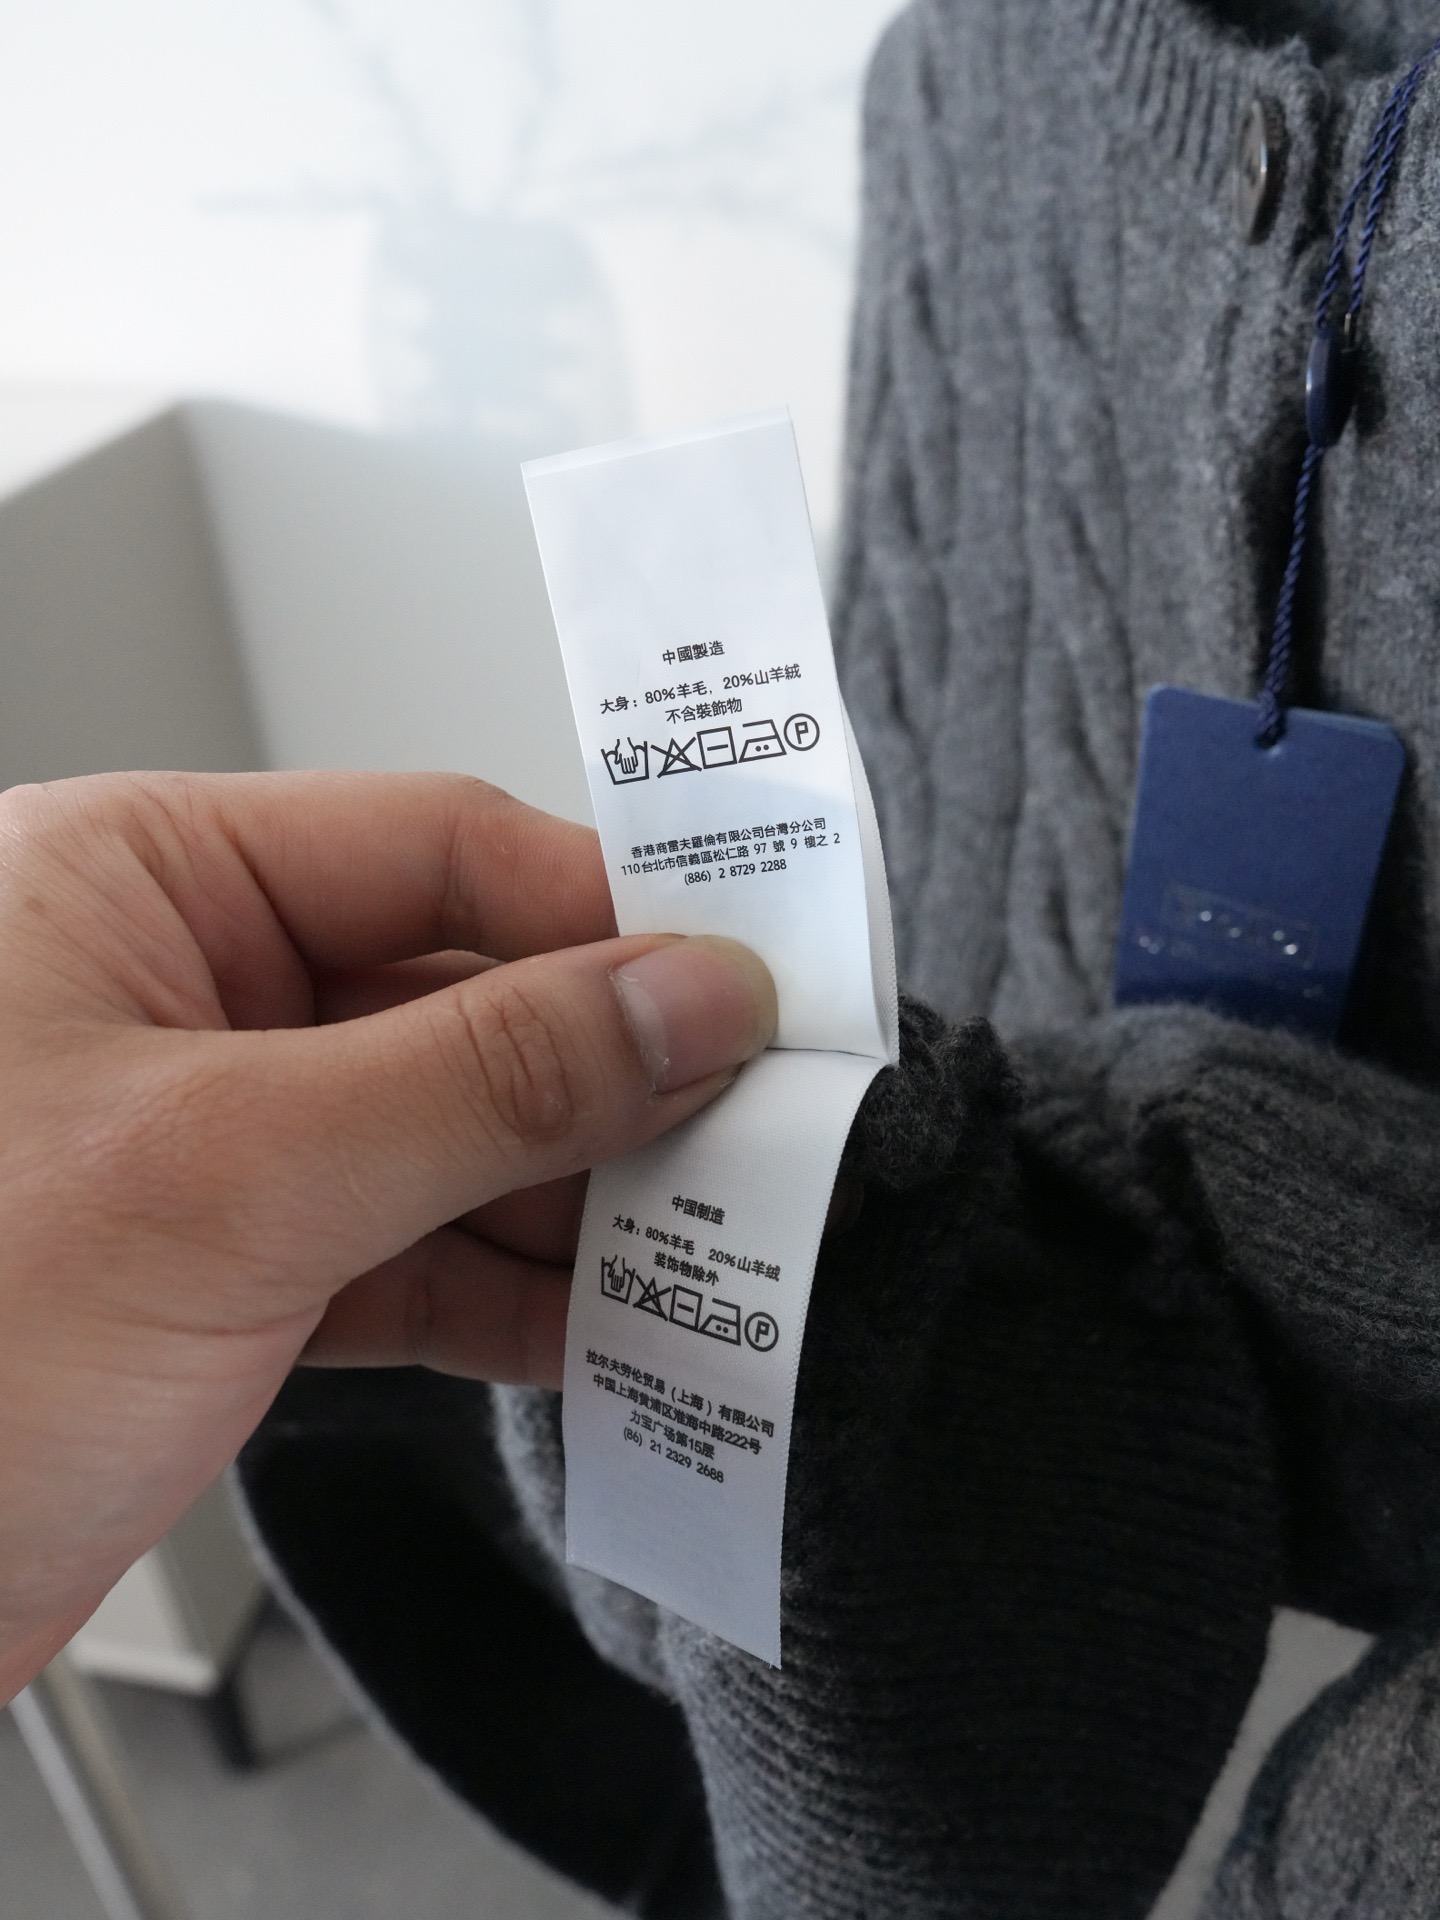 中國製造
大身：80%羊毛，20%山羊絨
不含裝飾物
P
香港商雷夫羅倫有限公司台灣分公司
110台北市信義區松仁路 97 號 9 樓之 2
(886) 2 8729 2288
中国制造
大身：80%羊毛 20%山羊绒
装饰物除外
P
拉尔夫劳伦贸易（上海）有限公司
中国上海黄浦区淮海中路222号
力宝广场第15层
(86) 21 2329 2688